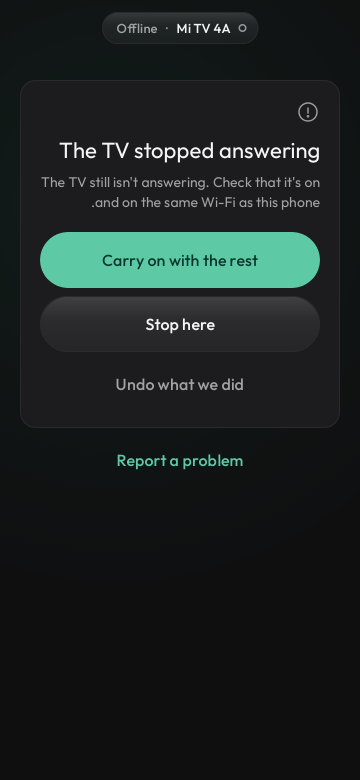 Offline · Mi TV 4A
The TV stopped answering
The TV still isn't answering. Check that it's on
.and on the same Wi-Fi as this phone
Carry on with the rest
Stop here
Undo what we did
Report a problem